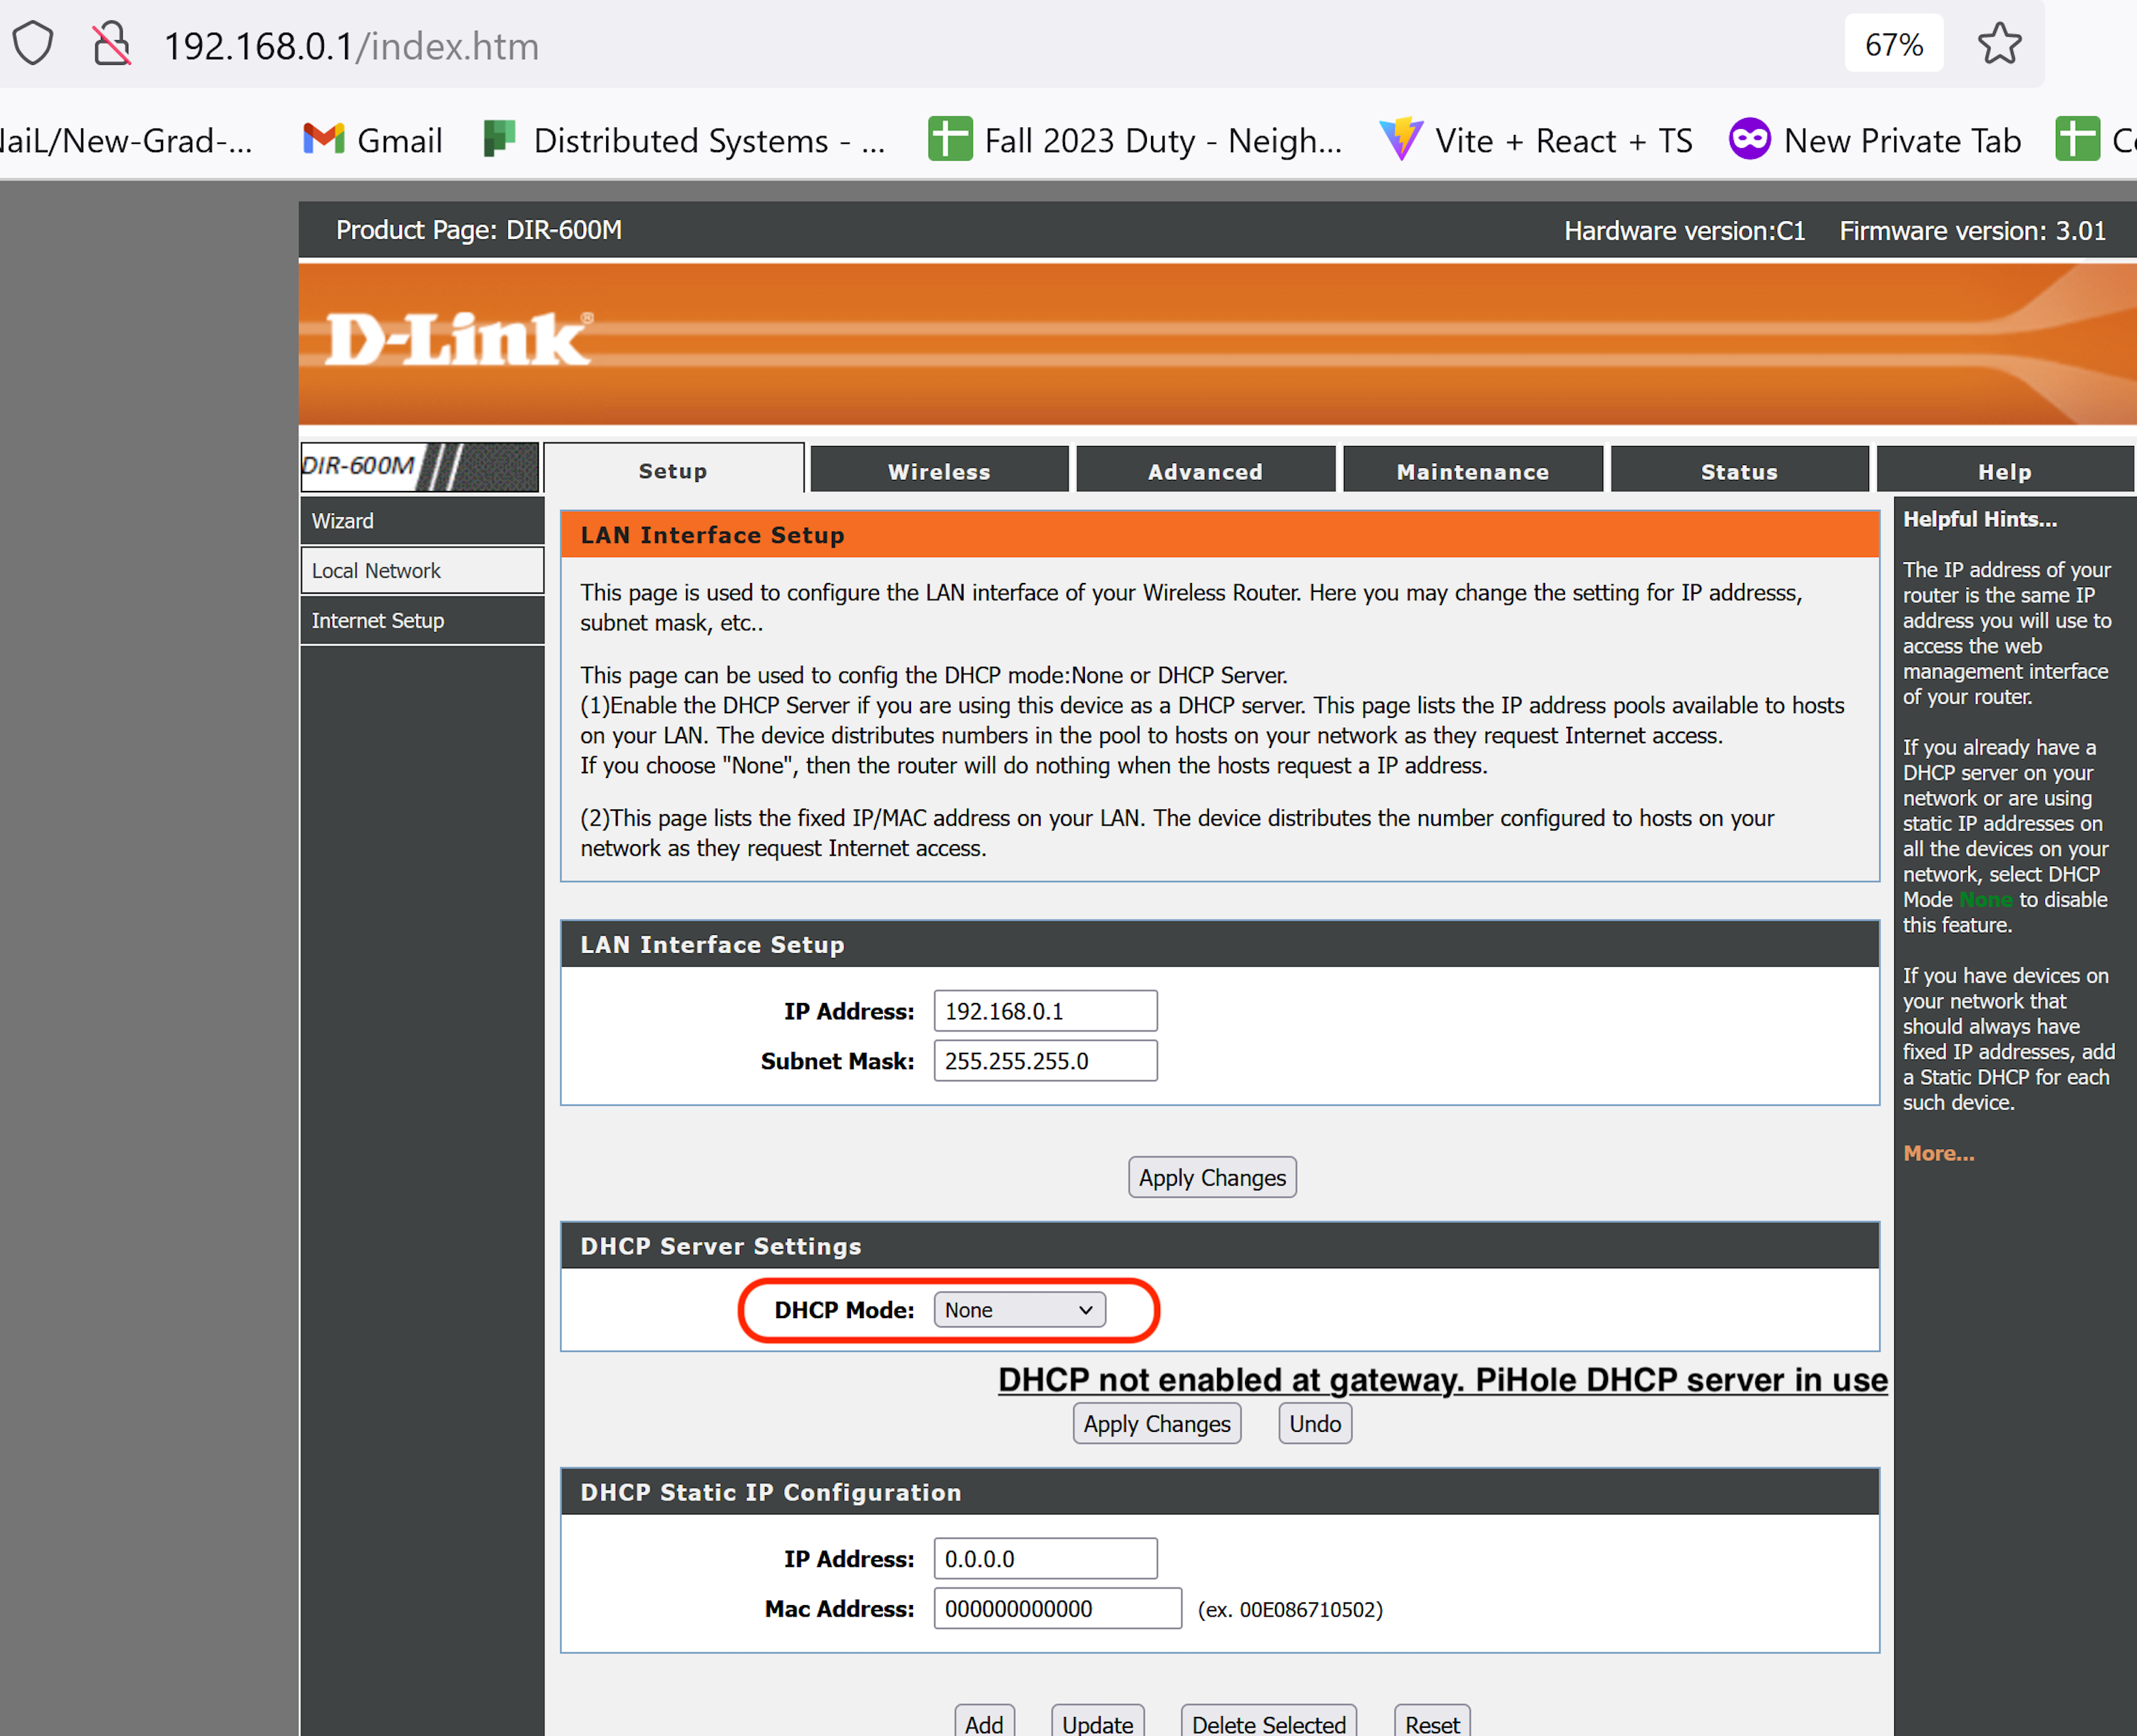 192.168.0.1/index.htm
67%
NaiL/New-Grad-...
Gmail
Distributed Systems - ...
Fall 2023 Duty - Neigh...
Vite + React + TS
New Private Tab
Product Page: DIR-600M
Hardware version:C1
Firmware version: 3.01
D-Link®
DIR-600M
Setup
Wireless
Advanced
Maintenance
Status
Help
Wizard
Local Network
Internet Setup
LAN Interface Setup
This page is used to configure the LAN interface of your Wireless Router. Here you may change the setting for IP addresss,
subnet mask, etc..
This page can be used to config the DHCP mode:None or DHCP Server.
(1)Enable the DHCP Server if you are using this device as a DHCP server. This page lists the IP address pools available to hosts
on your LAN. The device distributes numbers in the pool to hosts on your network as they request Internet access.
If you choose "None", then the router will do nothing when the hosts request a IP address.
(2)This page lists the fixed IP/MAC address on your LAN. The device distributes the number configured to hosts on your
network as they request Internet access.
LAN Interface Setup
IP Address: 192.168.0.1
Subnet Mask: 255.255.255.0
Apply Changes
DHCP Server Settings
DHCP Mode: None
DHCP not enabled at gateway. PiHole DHCP server in use
Apply Changes
Undo
DHCP Static IP Configuration
IP Address: 0.0.0.0
Mac Address: 000000000000 (ex. 00E086710502)
Add
Update
Delete Selected
Reset
Helpful Hints...
The IP address of your
router is the same IP
address you will use to
access the web
management interface
of your router.
If you already have a
DHCP server on your
network or are using
static IP addresses on
all the devices on your
network, select DHCP
Mode None to disable
this feature.
If you have devices on
your network that
should always have
fixed IP addresses, add
a Static DHCP for each
such device.
More...